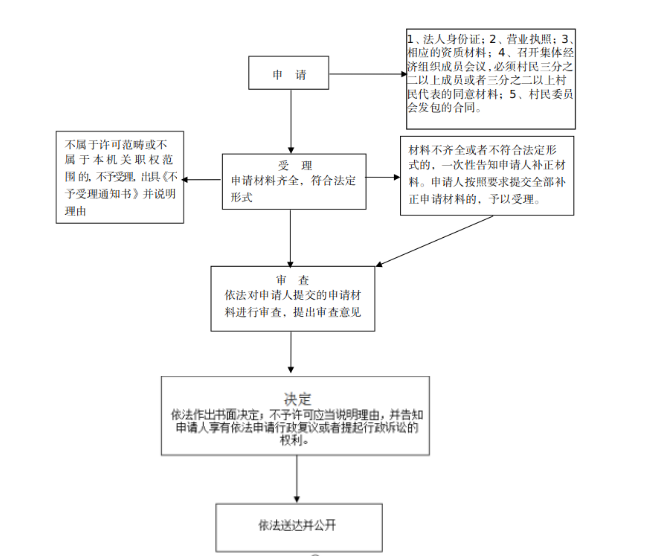 申 请
1、法人身份证；2、营业执照；3、
相应的资质材料；4、召开集体经
济组织成员会议，必须村民三分之
二以上成员或者三分之二以上村
民代表的同意材料；5、村民委员
会发包的合同。
不属于许可范畴或不
属于本机关职权范
围的，不予受理，出具《不
予受理通知书》并说明
理由
受 理
申请材料齐全，符合法定
形式
材料不齐全或者不符合法定形
式的，一次性告知申请人补正材
料。申请人按照要求提交全部补
正申请材料的，予以受理。
审 查
依法对申请人提交的申请材
料进行审查，提出审查意见
决定
依法作出书面决定；不予许可应当说明理由，并告知
申请人享有依法申请行政复议或者提起行政诉讼的
权利。
依法送达并公开